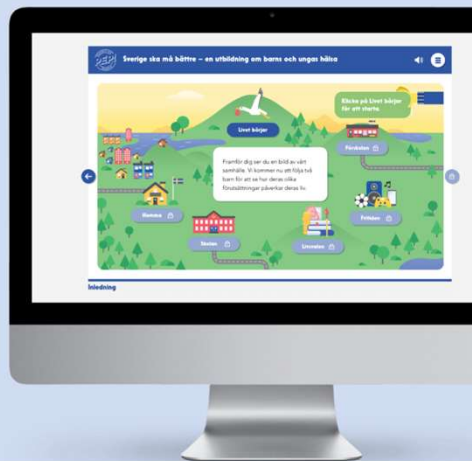 Sverige ska må bättre – en utbildning om barns och ungas hälsa
Klicka på Livet börjar
för att starta.
Livet börjar
Förskolan
Framför dig ser du en bild av vårt
samhälle. Vi kommer nu att följa två
barn för att se hur deras olika
förutsättningar påverkar deras liv.
Hemma
Fritiden
Skolan
Litteratur
Inledning